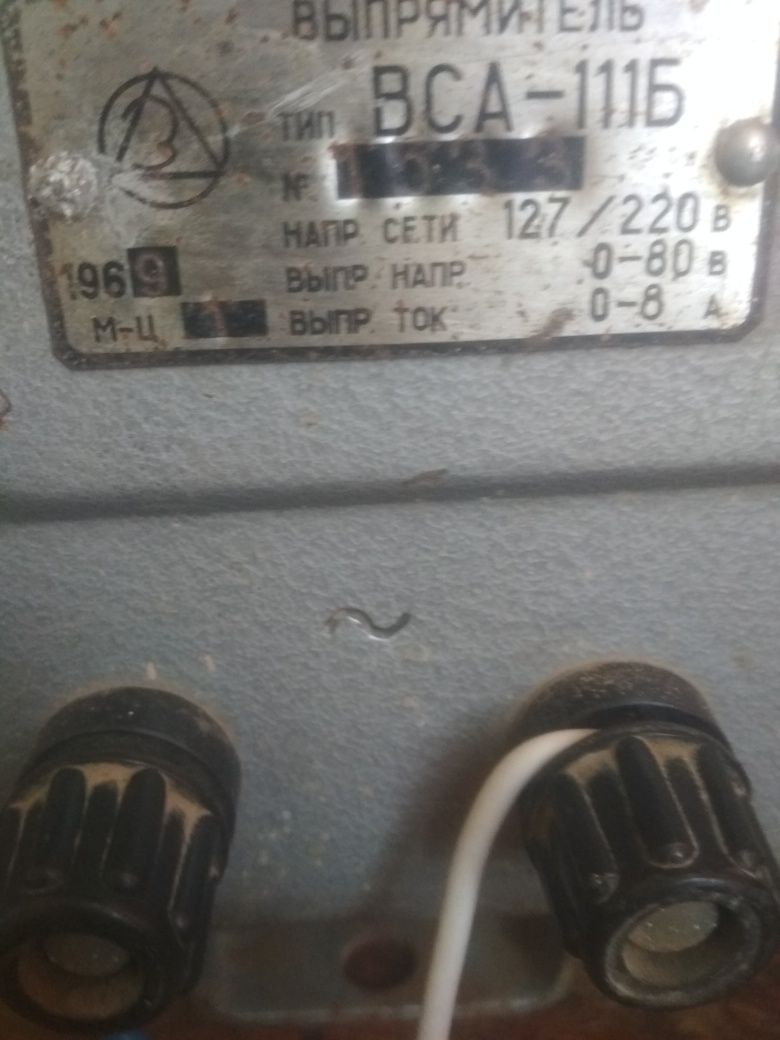 ВЫПРЯМИТЕЛЬ
ТИП ВСА-111Б
№
НАПР. СЕТИ 127/220 В
1969 ВЫПР. НАПР. 0-80 В
М-Ц ВЫПР. ТОК 0-8 А
~